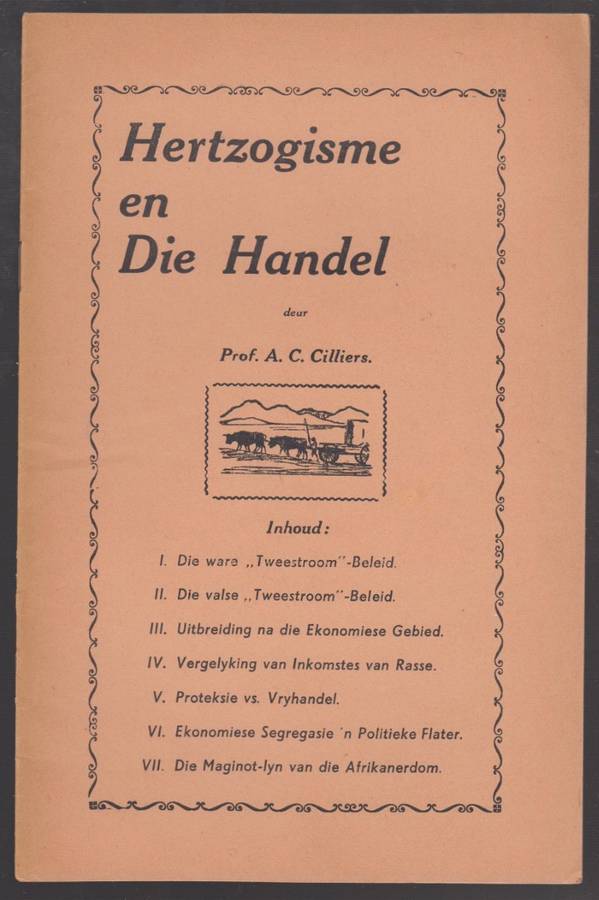 Hertzogisme
en
Die Handel
deur
Prof. A. C. Cilliers.
Inhoud:
I. Die ware „Tweestroom"-Beleid.
II. Die valse „Tweestroom"-Beleid.
III. Uitbreiding na die Ekonomiese Gebied.
IV. Vergelyking van Inkomstes van Rasse.
V. Proteksie vs. Vryhandel.
VI. Ekonomiese Segregasie 'n Politieke Flater.
VII. Die Maginot-lyn van die Afrikanerdom.